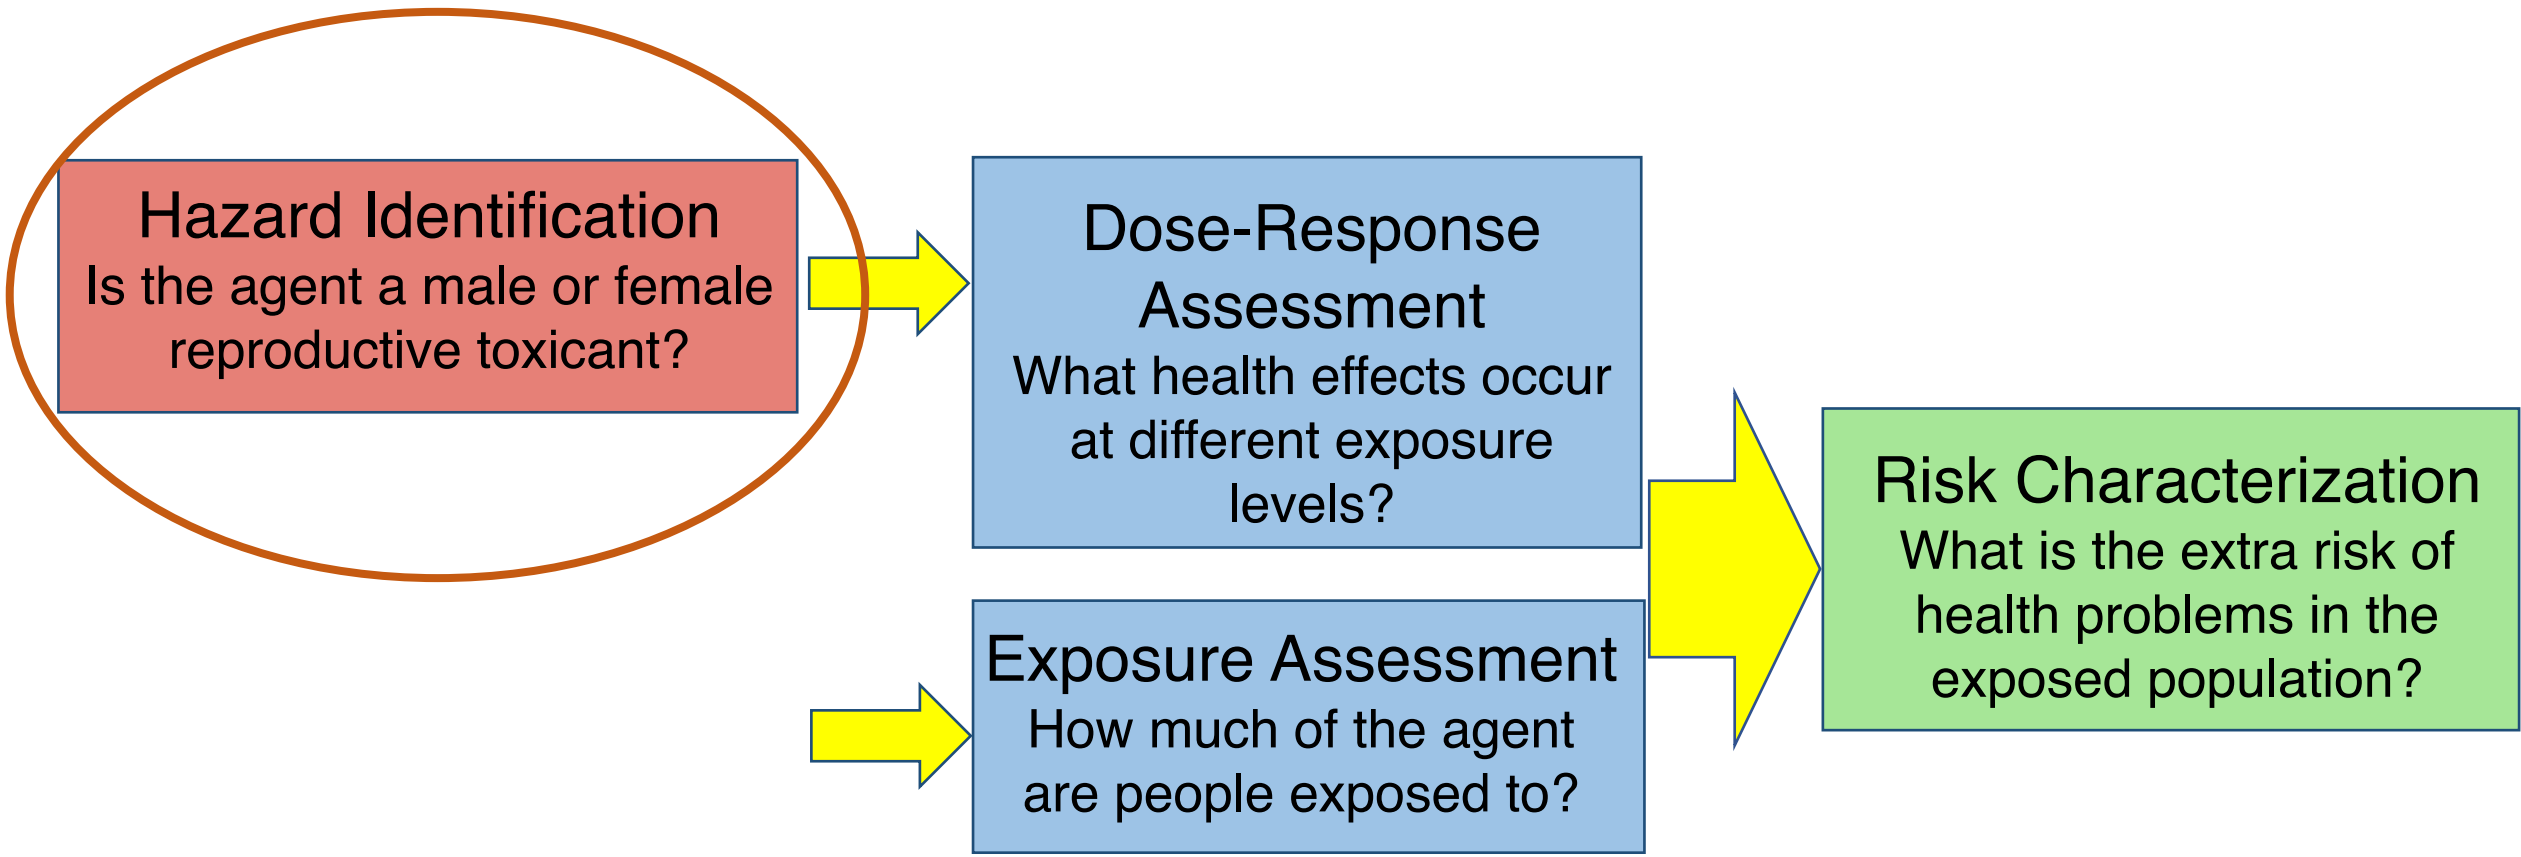 Hazard Identification
Is the agent a male or female
reproductive toxicant?
Dose-Response
Assessment
What health effects occur
at different exposure
levels?
Exposure Assessment
How much of the agent
are people exposed to?
Risk Characterization
What is the extra risk of
health problems in the
exposed population?